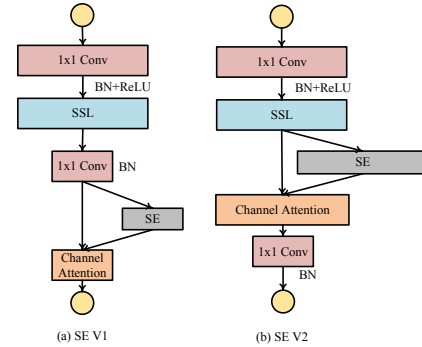 1x1 Conv
BN+ReLU
SSL
1x1 Conv
BN
SE
Channel
Attention
(a) SE V1
1x1 Conv
BN+ReLU
SSL
SE
Channel Attention
1x1 Conv
BN
(b) SE V2